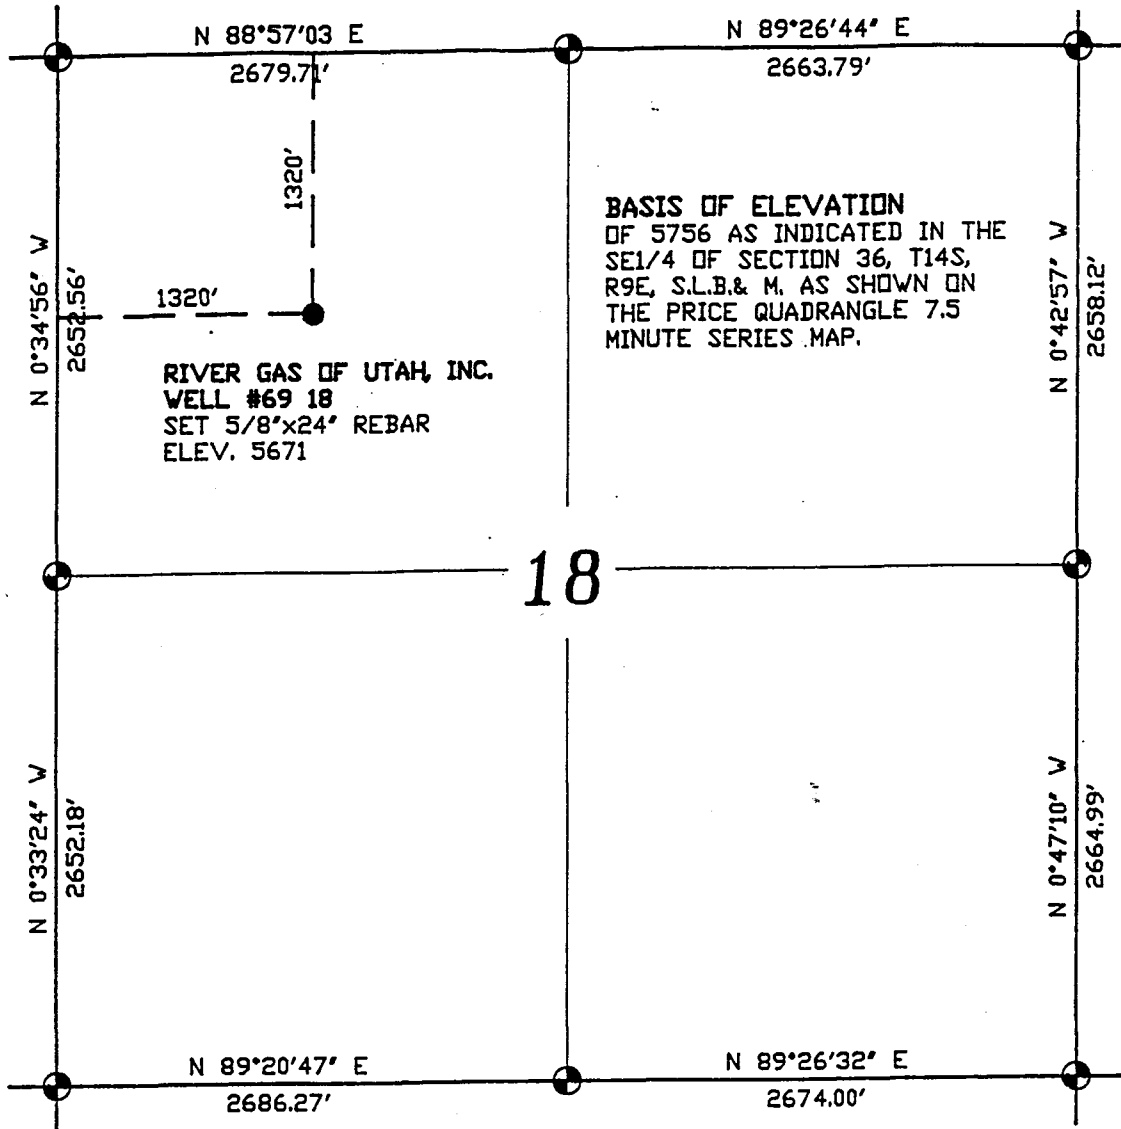 N 88°57'03 E
2679.71'
N 89°26'44" E
2663.79'
1320'
1320'
N 0°34'56" W
2652.56'
RIVER GAS OF UTAH, INC.
WELL #69 18
SET 5/8"x24" REBAR
ELEV. 5671
BASIS OF ELEVATION
OF 5756 AS INDICATED IN THE
SE1/4 OF SECTION 36, T14S,
R9E, S.L.B.& M. AS SHOWN ON
THE PRICE QUADRANGLE 7.5
MINUTE SERIES MAP.
N 0°42'57" W
2658.12'
18
N 0°33'24" W
2652.18'
N 0°47'10" W
2664.99'
N 89°20'47" E
2686.27'
N 89°26'32" E
2674.00'